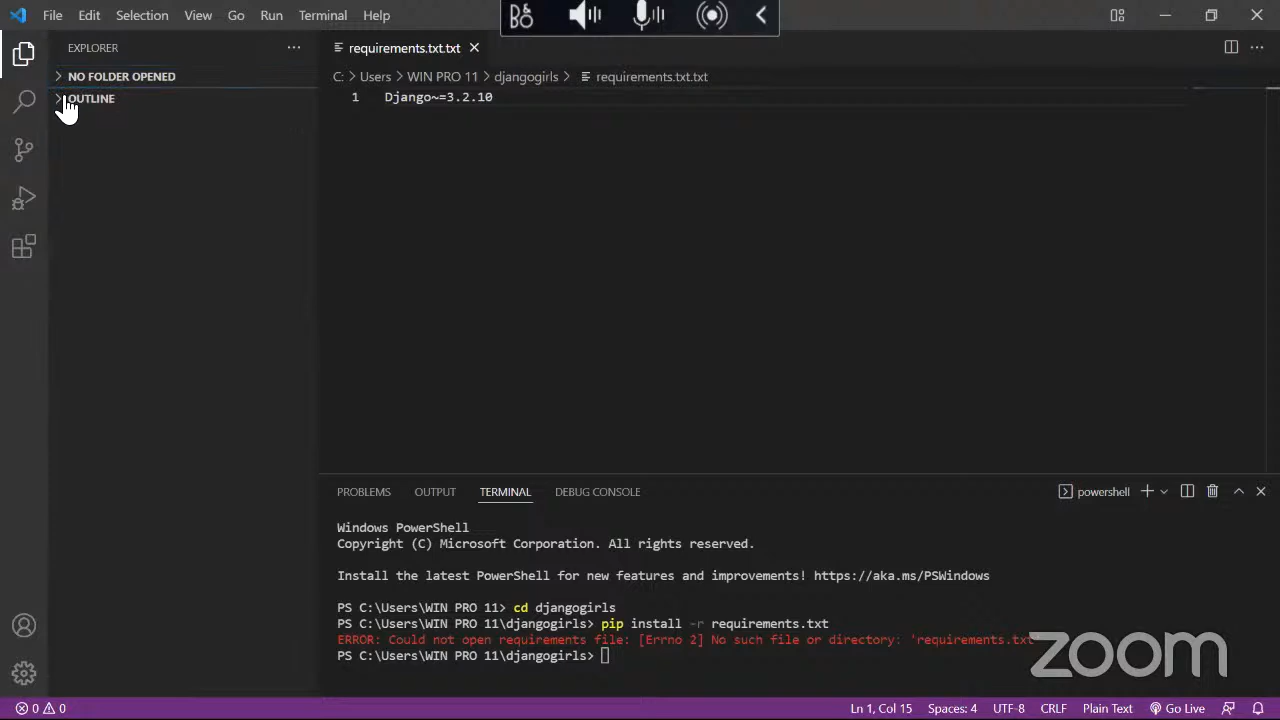 File Edit Selection View Go Run Terminal Help
EXPLORER
NO FOLDER OPENED
OUTLINE
requirements.txt.txt
C: > Users > WIN PRO 11 > djangogirls > requirements.txt.txt
1 Django~=3.2.10
PROBLEMS OUTPUT TERMINAL DEBUG CONSOLE
powershell
Windows PowerShell
Copyright (C) Microsoft Corporation. All rights reserved.
Install the latest PowerShell for new features and improvements! https://aka.ms/PSWindows
PS C:\Users\WIN PRO 11> cd djangogirls
PS C:\Users\WIN PRO 11\djangogirls> pip install -r requirements.txt
ERROR: Could not open requirements file: [Errno 2] No such file or directory: 'requirements.txt'
PS C:\Users\WIN PRO 11\djangogirls>
zoom
0 0 Ln 1, Col 15 Spaces: 4 UTF-8 CRLF Plain Text Go Live